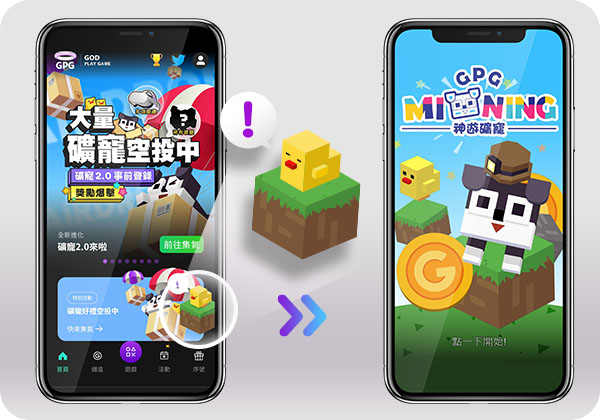 GPG
GOD
PLAY GAME
大量
礦寵空投中
礦寵 2.0 事前登錄
獎勵爆擊
?
全新進化
礦寵2.0來啦
前往集氣
特別活動
礦寵好禮空投中
快來集氣
!
GA
DX
首頁
儲值
遊戲
活動
序號
!
GPG
MIONING
神遊礦寵
G
點一下開始!